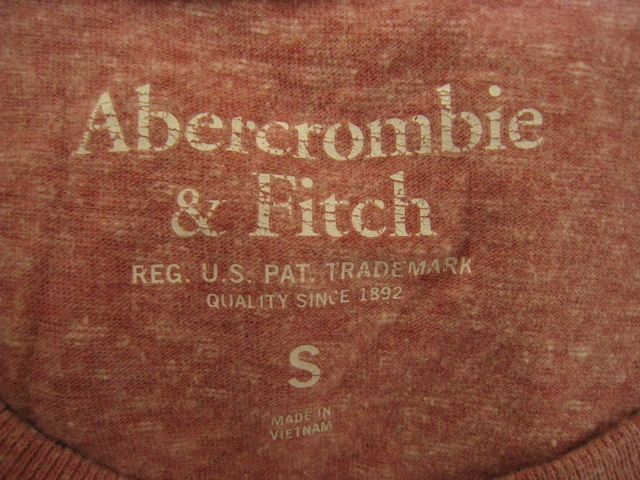 Abercrombie
& Fitch
REG. U.S. PAT. TRADEMARK
QUALITY SINCE 1892
S
MADE IN
VIETNAM